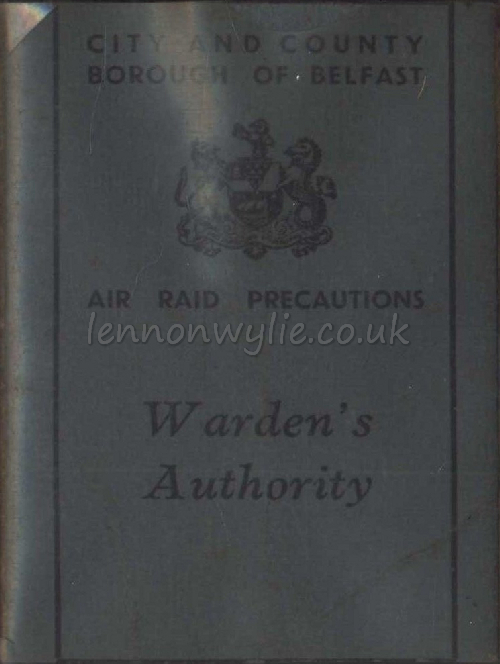 CITY AND COUNTY
BOROUGH OF BELFAST
AIR RAID PRECAUTIONS
lennonwylie.co.uk
Warden's
Authority